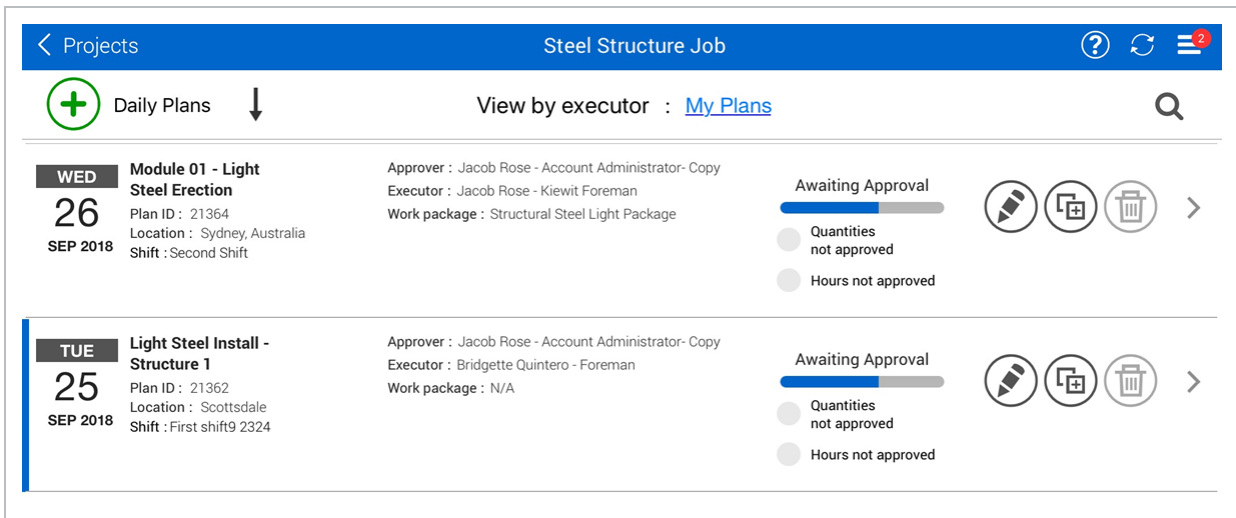 Projects
Steel Structure Job
2
Daily Plans
View by executor : My Plans
WED
26
SEP 2018
Module 01 - Light
Steel Erection
Plan ID : 21364
Location : Sydney, Australia
Shift : Second Shift
Approver : Jacob Rose - Account Administrator- Copy
Executor : Jacob Rose - Kiewit Foreman
Work package : Structural Steel Light Package
Awaiting Approval
Quantities
not approved
Hours not approved
TUE
25
SEP 2018
Light Steel Install -
Structure 1
Plan ID : 21362
Location : Scottsdale
Shift : First shift9 2324
Approver : Jacob Rose - Account Administrator- Copy
Executor : Bridgette Quintero - Foreman
Work package : N/A
Awaiting Approval
Quantities
not approved
Hours not approved